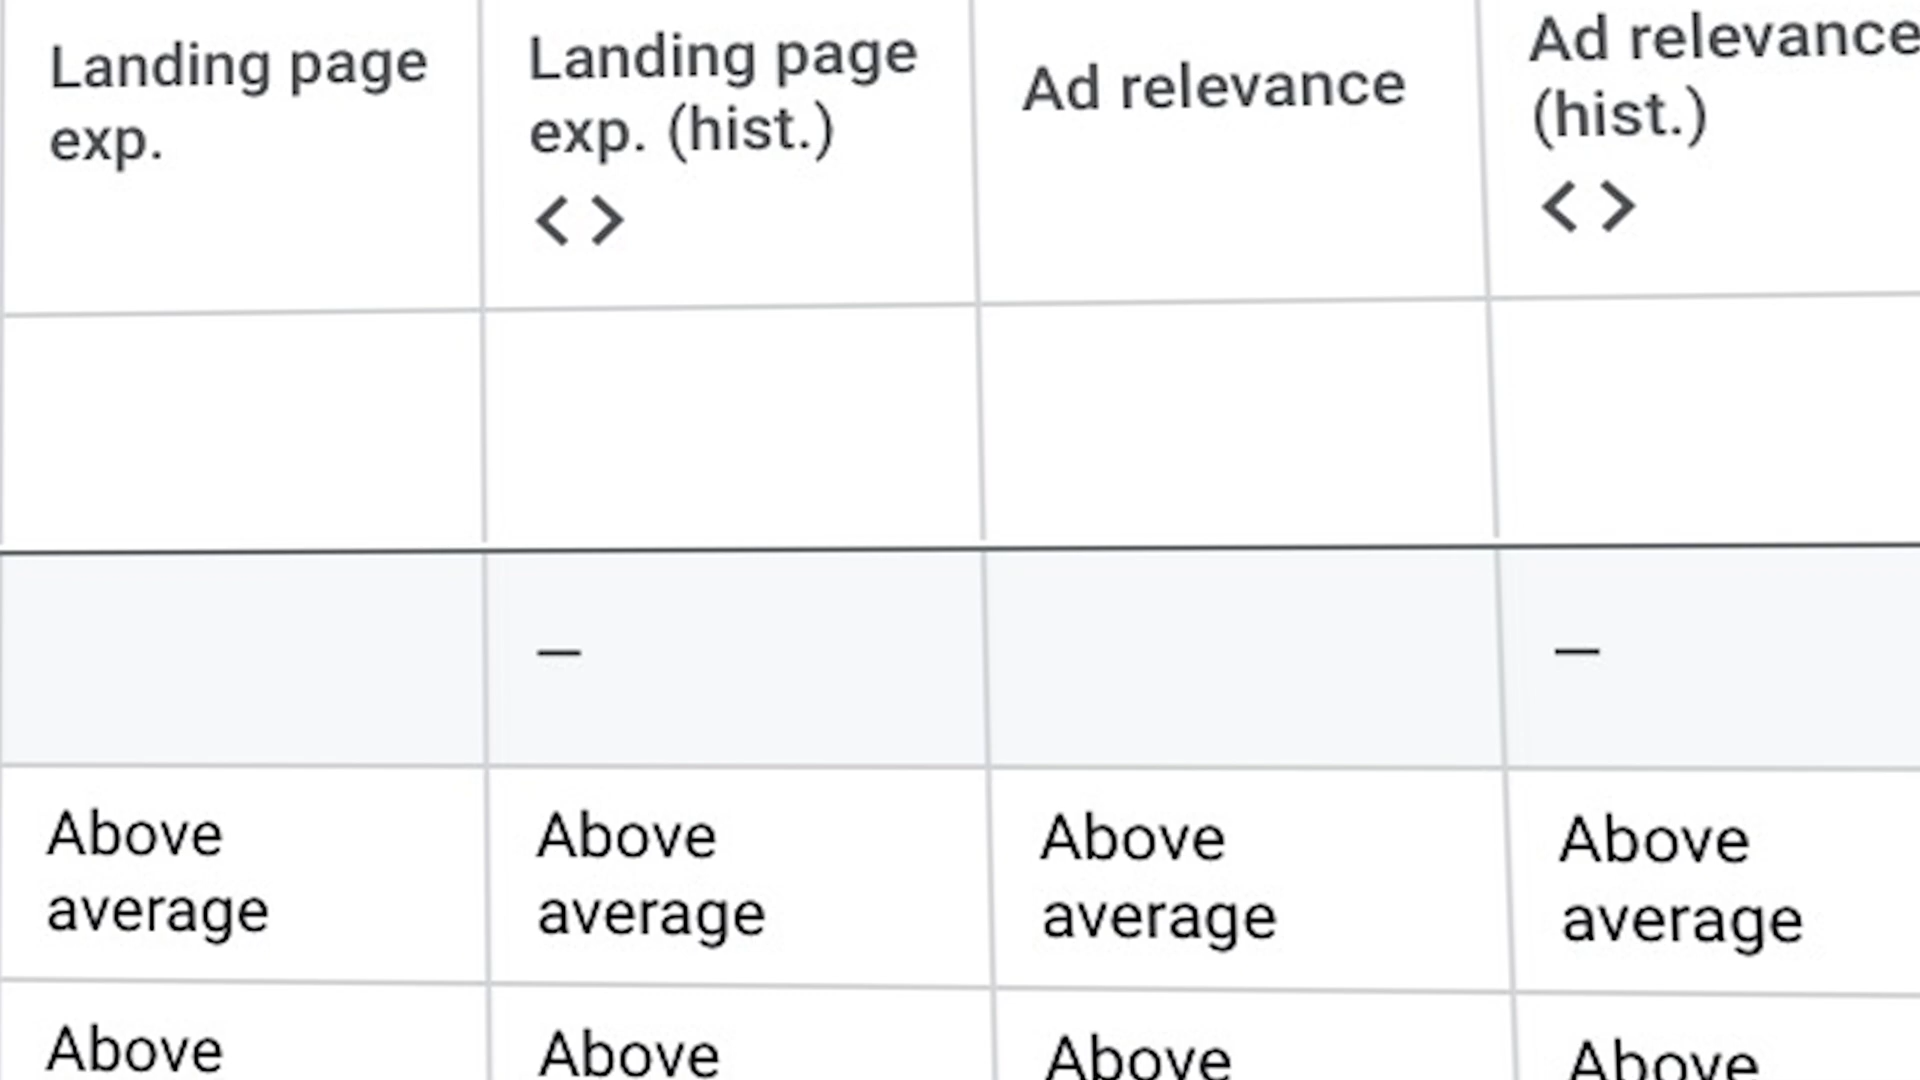 Landing page
exp.
Landing page
exp. (hist.)
< >
Ad relevance
Ad relevance
(hist.)
< >
—
—
Above
average
Above
average
Above
average
Above
average
Above
Above
Above
Above